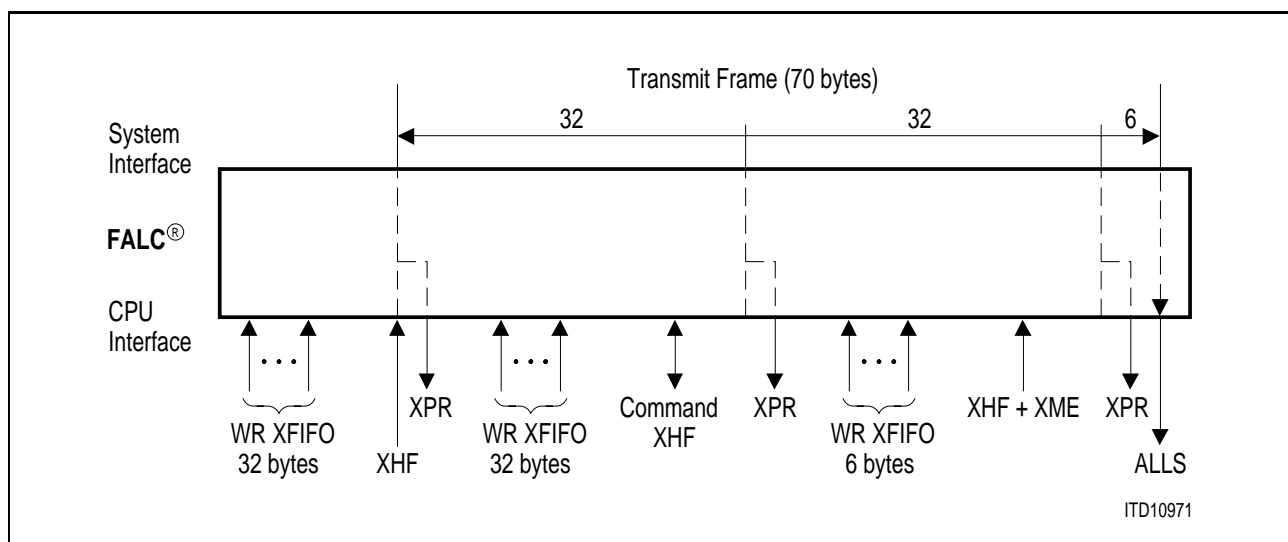 Transmit Frame (70 bytes)
32
32
6
System
Interface
FALC®
CPU
Interface
• • •
• • •
• • •
XPR
Command
XHF
XPR
XHF + XME
XPR
WR XFIFO
32 bytes
XHF
WR XFIFO
32 bytes
WR XFIFO
6 bytes
ALLS
ITD10971